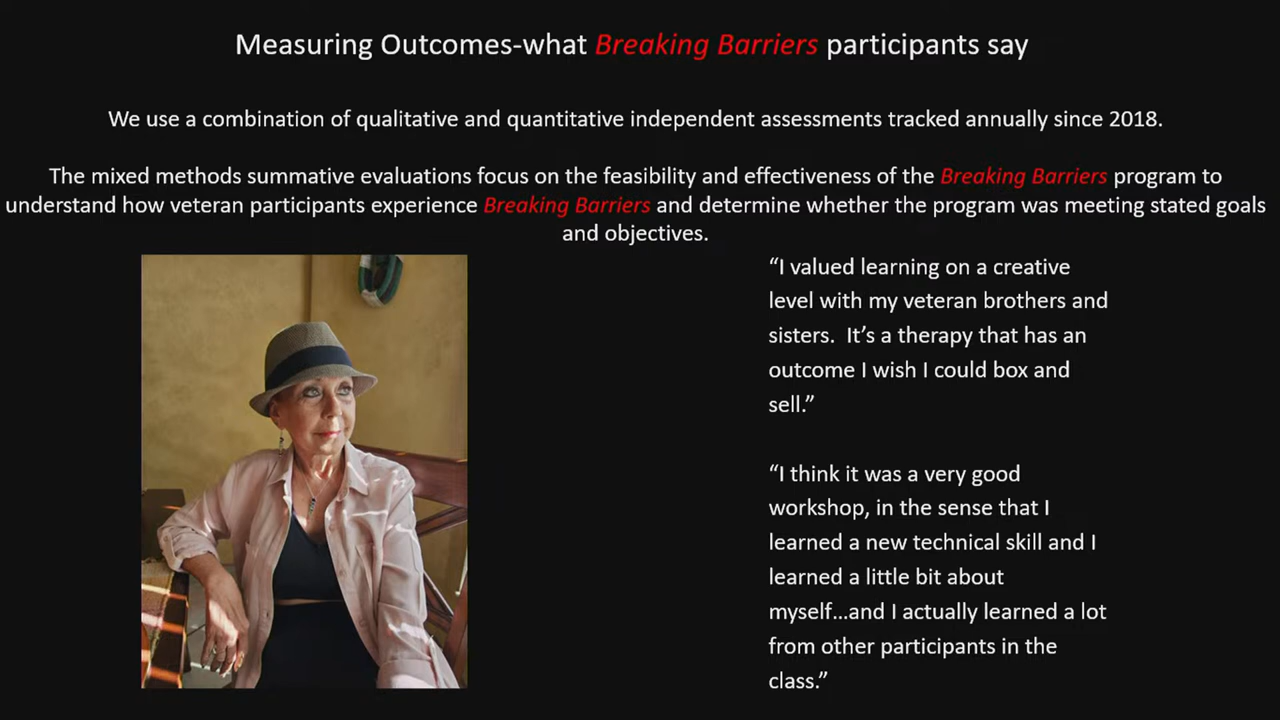 Measuring Outcomes-what Breaking Barriers participants say
We use a combination of qualitative and quantitative independent assessments tracked annually since 2018.
The mixed methods summative evaluations focus on the feasibility and effectiveness of the Breaking Barriers program to
understand how veteran participants experience Breaking Barriers and determine whether the program was meeting stated goals
and objectives.
“I valued learning on a creative
level with my veteran brothers and
sisters.  It’s a therapy that has an
outcome I wish I could box and
sell.”
“I think it was a very good
workshop, in the sense that I
learned a new technical skill and I
learned a little bit about
myself…and I actually learned a lot
from other participants in the
class.”